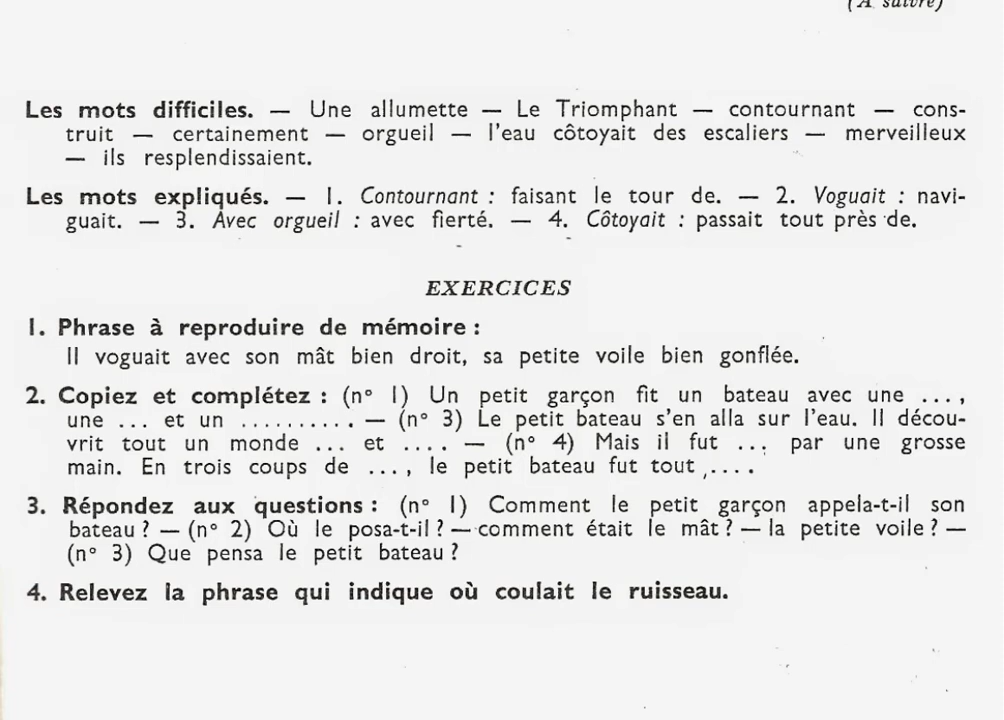 (A suivre)
Les mots difficiles. — Une allumette — Le Triomphant — contournant — cons-
truit — certainement — orgueil — l'eau côtoyait des escaliers — merveilleux
— ils resplendissaient.
Les mots expliqués. — 1. Contournant : faisant le tour de. — 2. Voguait : navi-
guait. — 3. Avec orgueil : avec fierté. — 4. Côtoyait : passait tout près de.
EXERCICES
1. Phrase à reproduire de mémoire :
Il voguait avec son mât bien droit, sa petite voile bien gonflée.
2. Copiez et complétez : (n° 1) Un petit garçon fit un bateau avec une ...,
une ... et un .......... — (n° 3) Le petit bateau s'en alla sur l'eau. Il décou-
vrit tout un monde ... et .... — (n° 4) Mais il fut ... par une grosse
main. En trois coups de ..., le petit bateau fut tout ....
3. Répondez aux questions : (n° 1) Comment le petit garçon appela-t-il son
bateau ? — (n° 2) Où le posa-t-il ? — comment était le mât ? — la petite voile ? —
(n° 3) Que pensa le petit bateau ?
4. Relevez la phrase qui indique où coulait le ruisseau.